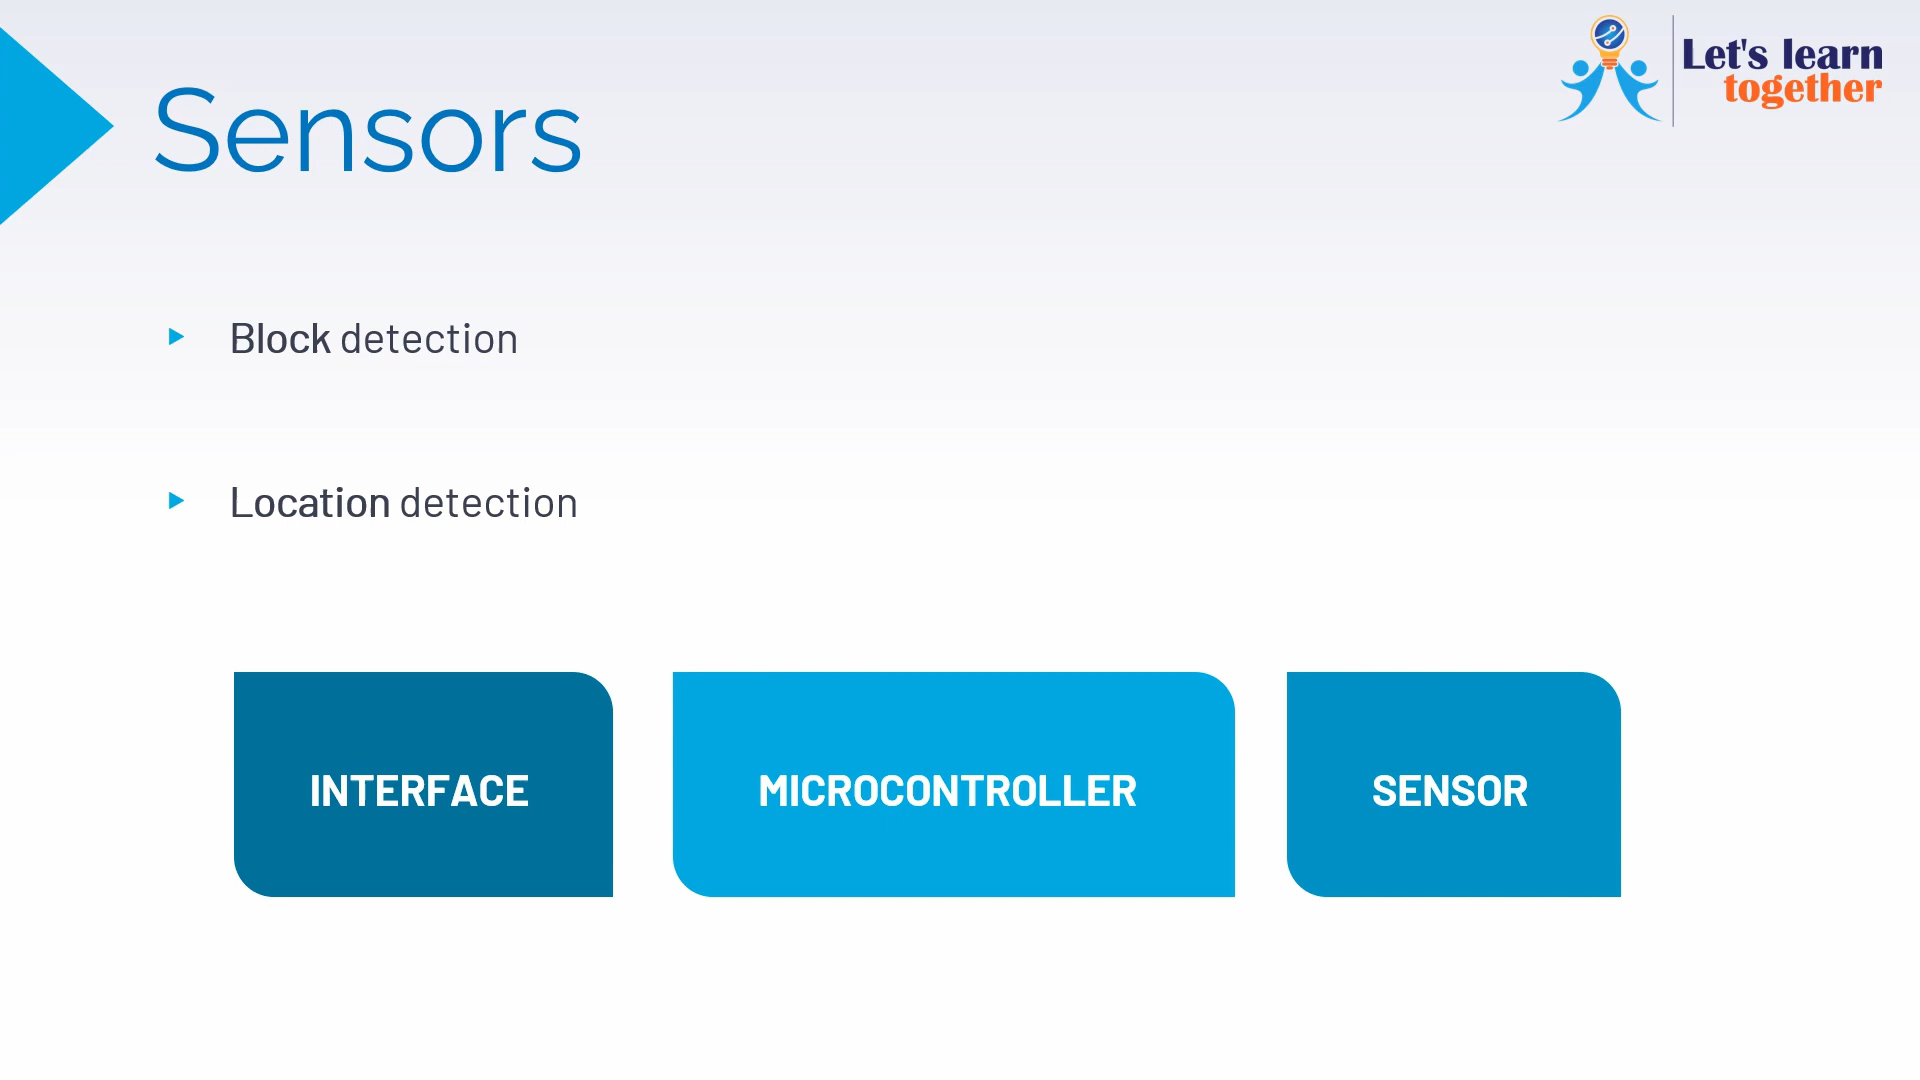 Let's learn
together
Sensors
Block detection
Location detection
INTERFACE
MICROCONTROLLER
SENSOR